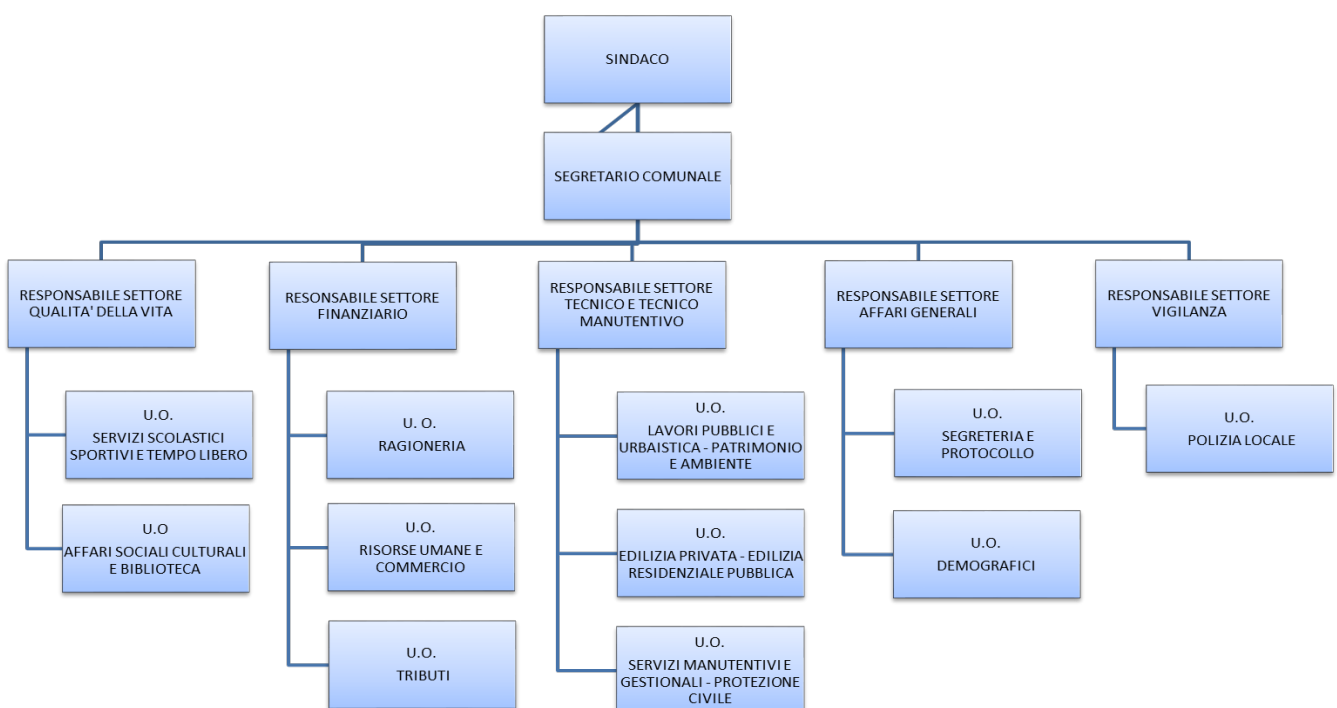 SINDACO
SEGRETARIO COMUNALE
RESPONSABILE SETTORE
QUALITA' DELLA VITA
RESONSABILE SETTORE
FINANZIARIO
RESPONSABILE SETTORE
TECNICO E TECNICO
MANUTENTIVO
RESPONSABILE SETTORE
AFFARI GENERALI
RESPONSABILE SETTORE
VIGILANZA
U.O.
SERVIZI SCOLASTICI
SPORTIVI E TEMPO LIBERO
U.O
AFFARI SOCIALI CULTURALI
E BIBLIOTECA
U. O.
RAGIONERIA
U.O.
RISORSE UMANE E
COMMERCIO
U.O.
TRIBUTI
U.O.
LAVORI PUBBLICI E
URBAISTICA - PATRIMONIO
E AMBIENTE
U.O.
EDILIZIA PRIVATA - EDILIZIA
RESIDENZIALE PUBBLICA
U.O.
SERVIZI MANUTENTIVI E
GESTIONALI - PROTEZIONE
CIVILE
U.O.
SEGRETERIA E
PROTOCOLLO
U.O.
DEMOGRAFICI
U.O.
POLIZIA LOCALE